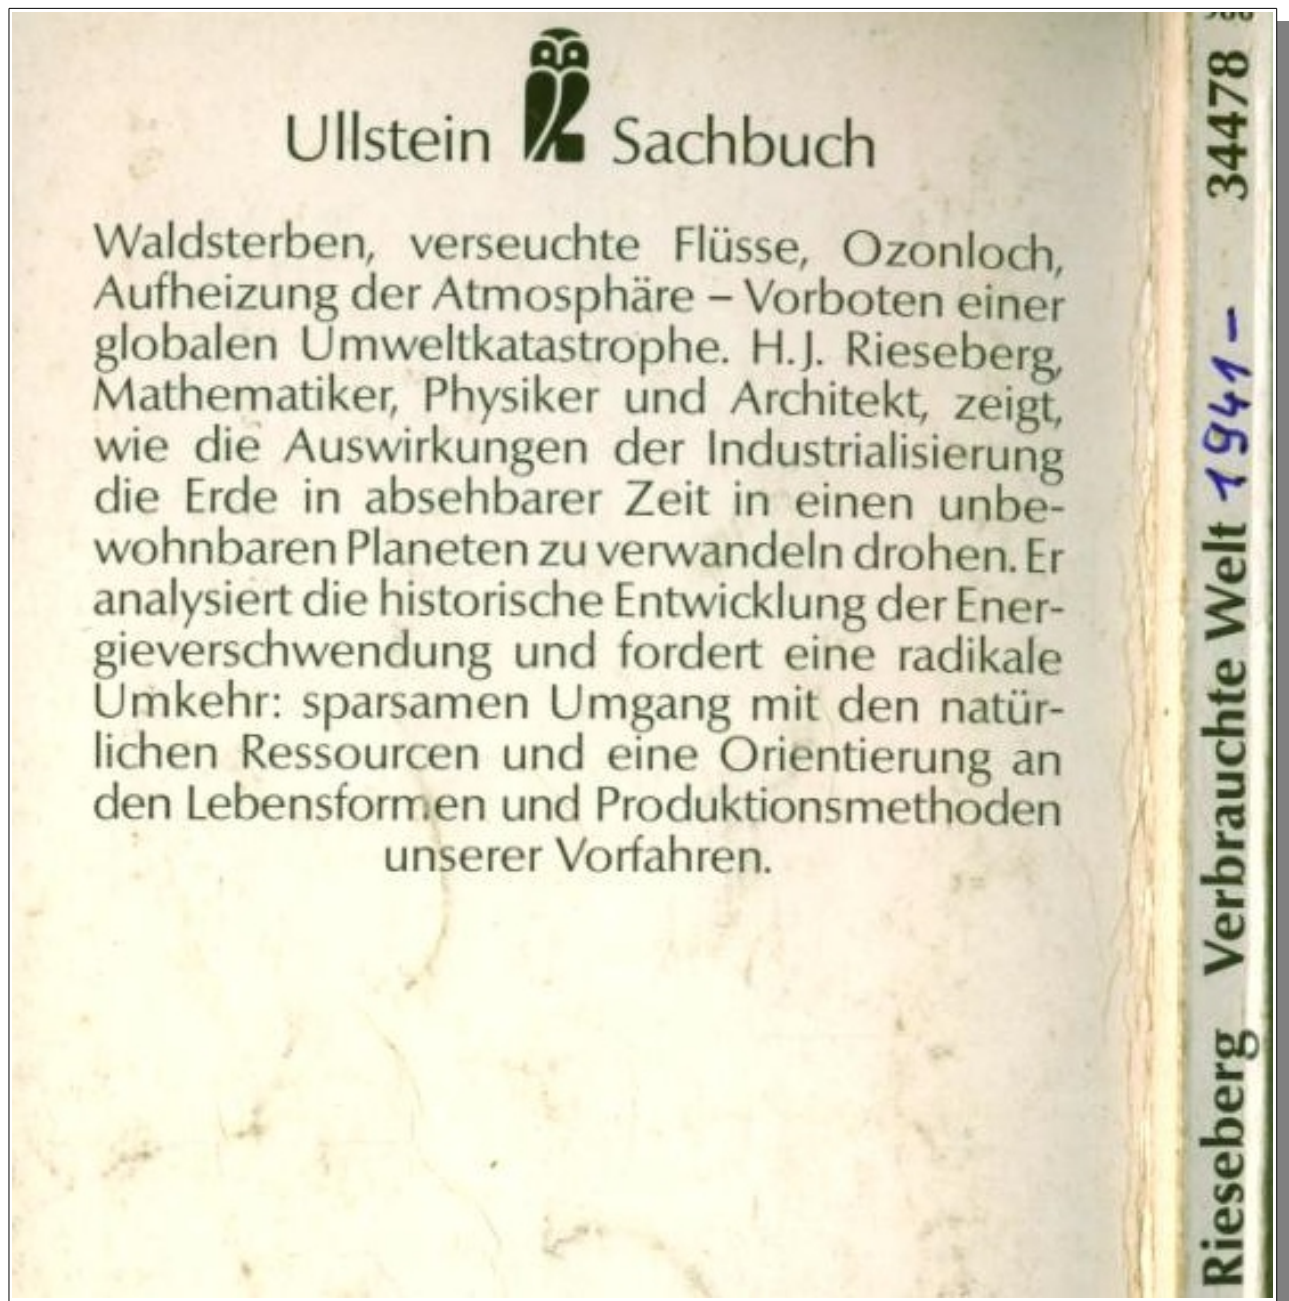 Ullstein Sachbuch
Waldsterben, verseuchte Flüsse, Ozonloch,
Aufheizung der Atmosphäre – Vorboten einer
globalen Umweltkatastrophe. H.J. Rieseberg,
Mathematiker, Physiker und Architekt, zeigt,
wie die Auswirkungen der Industrialisierung
die Erde in absehbarer Zeit in einen unbe-
wohnbaren Planeten zu verwandeln drohen. Er
analysiert die historische Entwicklung der Ener-
gieverschwendung und fordert eine radikale
Umkehr: sparsamen Umgang mit den natür-
lichen Ressourcen und eine Orientierung an
den Lebensformen und Produktionsmethoden
unserer Vorfahren.
Rieseberg Verbrauchte Welt 1941– 34478